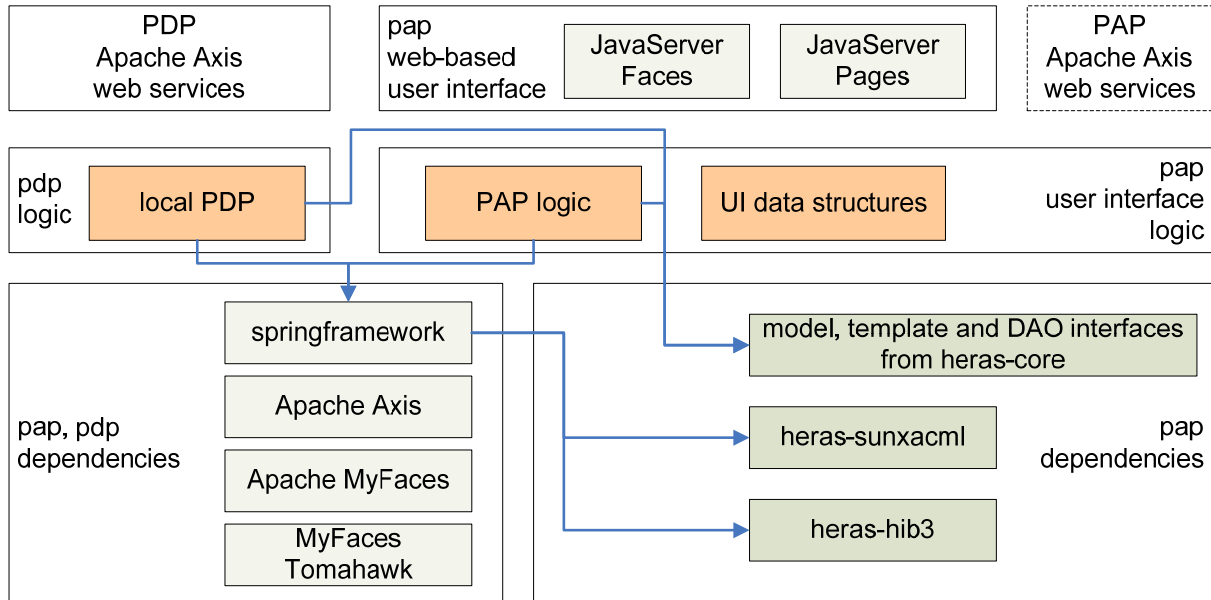 PDP
Apache Axis
web services
pap
web-based
user interface
JavaServer
Faces
JavaServer
Pages
PAP
Apache Axis
web services
pdp
logic
local PDP
PAP logic
UI data structures
pap
user interface
logic
pap, pdp
dependencies
springframework
Apache Axis
Apache MyFaces
MyFaces
Tomahawk
model, template and DAO interfaces
from heras-core
heras-sunxacml
heras-hib3
pap
dependencies